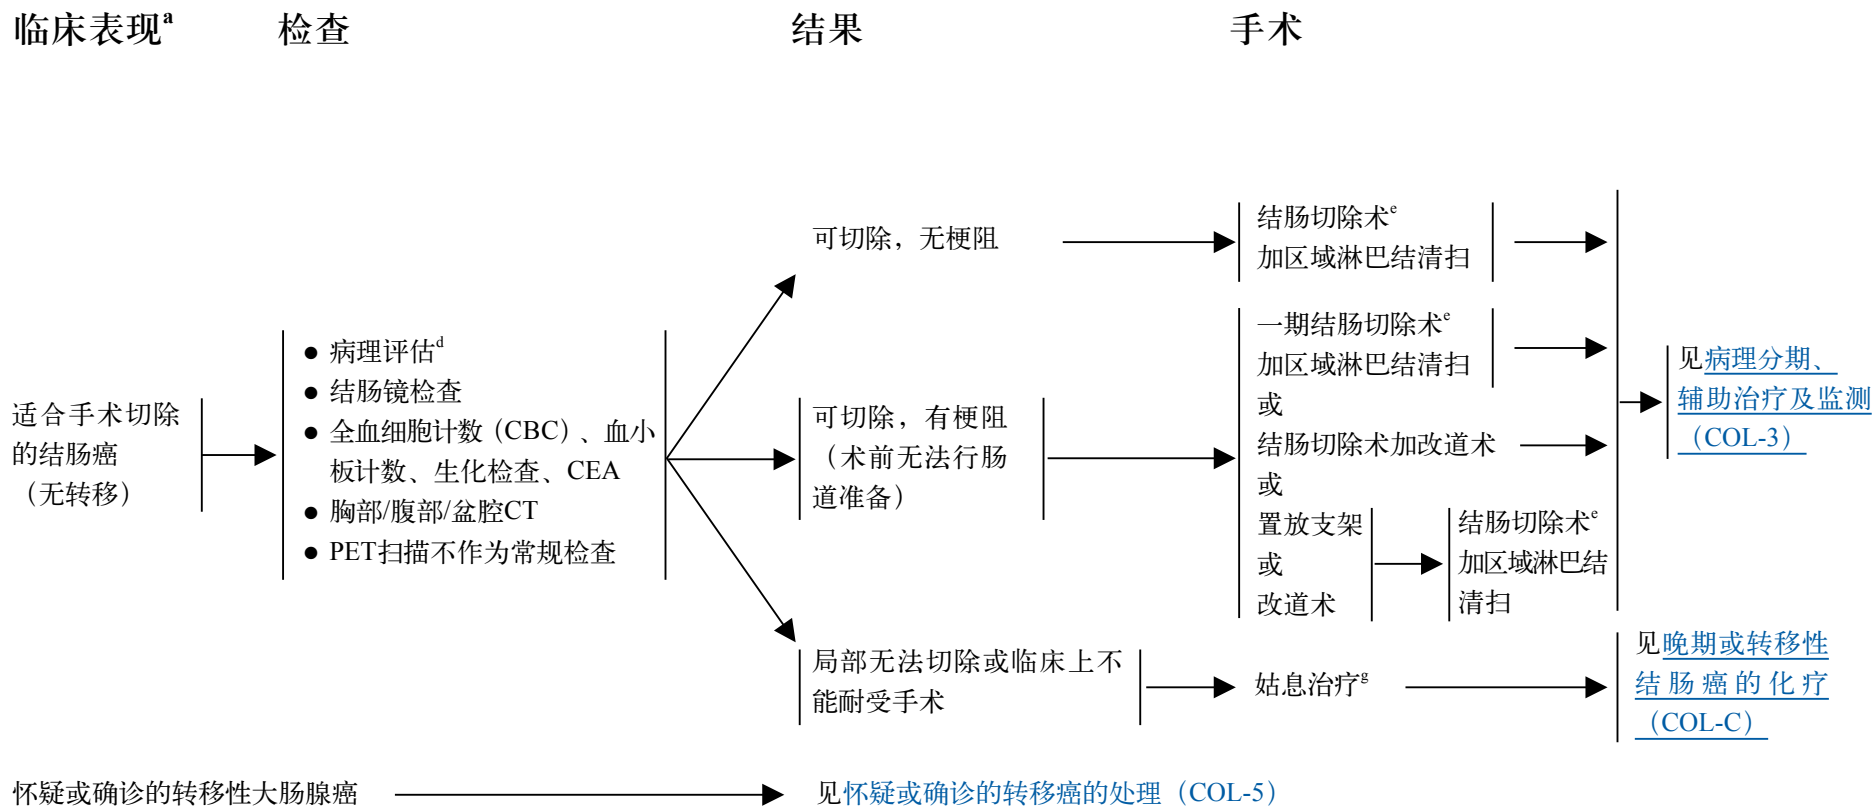 临床表现a 检查 结果 手术
适合手术切除
的结肠癌
（无转移）
● 病理评估d
● 结肠镜检查
● 全血细胞计数（CBC）、血小
板计数、生化检查、CEA
● 胸部/腹部/盆腔CT
● PET扫描不作为常规检查
可切除，无梗阻
结肠切除术e
加区域淋巴结清扫
可切除，有梗阻
（术前无法行肠
道准备）
一期结肠切除术e
加区域淋巴结清扫
或
结肠切除术加改道术
或
置放支架
或
改道术
结肠切除术e
加区域淋巴结
清扫
见病理分期、
辅助治疗及监测
（COL-3）
局部无法切除或临床上不
能耐受手术
姑息治疗g
见晚期或转移性
结肠癌的化疗
（COL-C）
怀疑或确诊的转移性大肠腺癌
见怀疑或确诊的转移癌的处理（COL-5）